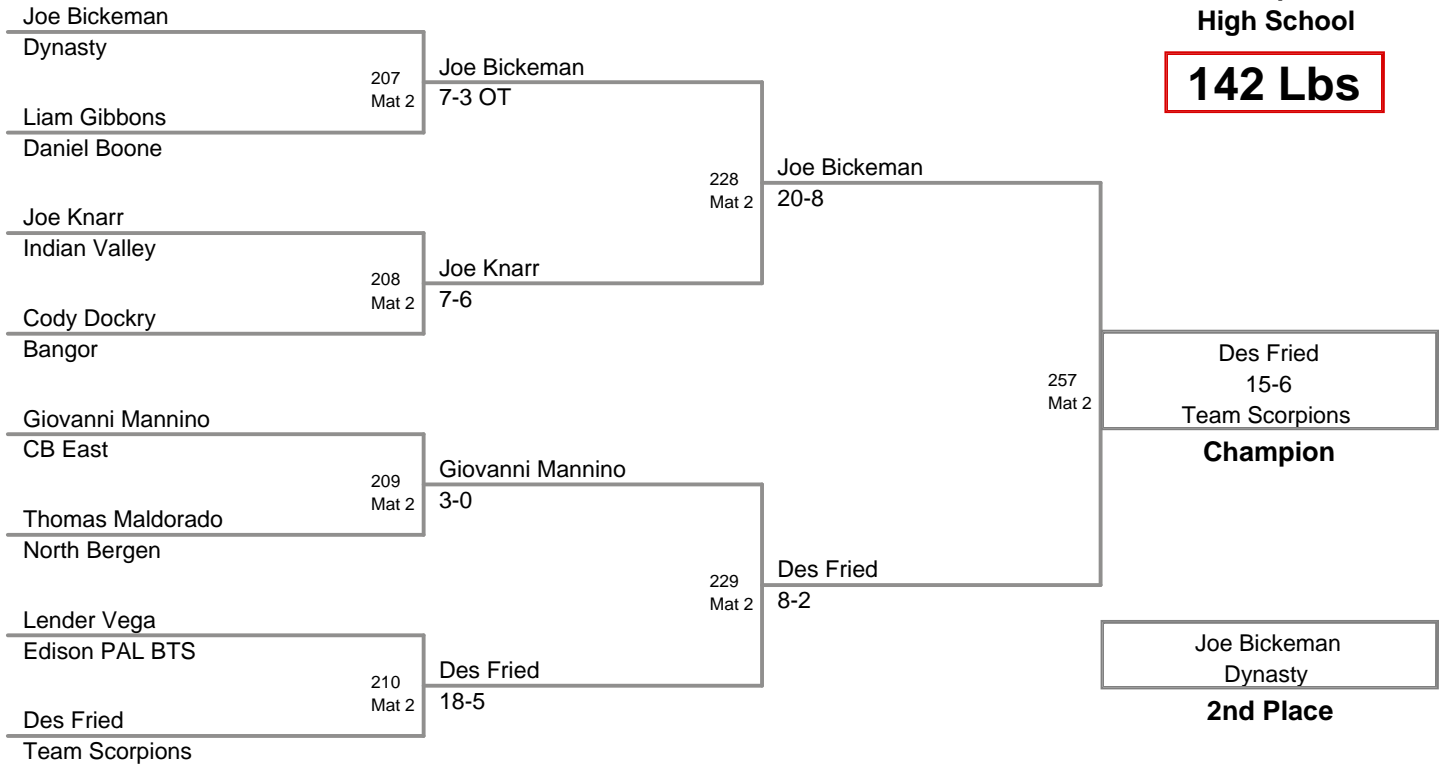 High School
142 Lbs
Joe Bickeman
Dynasty
207
Mat 2
Liam Gibbons
Daniel Boone
Joe Bickeman
7-3 OT
Joe Knarr
Indian Valley
208
Mat 2
Cody Dockry
Bangor
Joe Knarr
7-6
228
Mat 2
Joe Bickeman
20-8
Giovanni Mannino
CB East
209
Mat 2
Thomas Maldorado
North Bergen
Giovanni Mannino
3-0
Lender Vega
Edison PAL BTS
210
Mat 2
Des Fried
Team Scorpions
Des Fried
18-5
229
Mat 2
Des Fried
8-2
257
Mat 2
Des Fried
15-6
Team Scorpions
Champion
Joe Bickeman
Dynasty
2nd Place